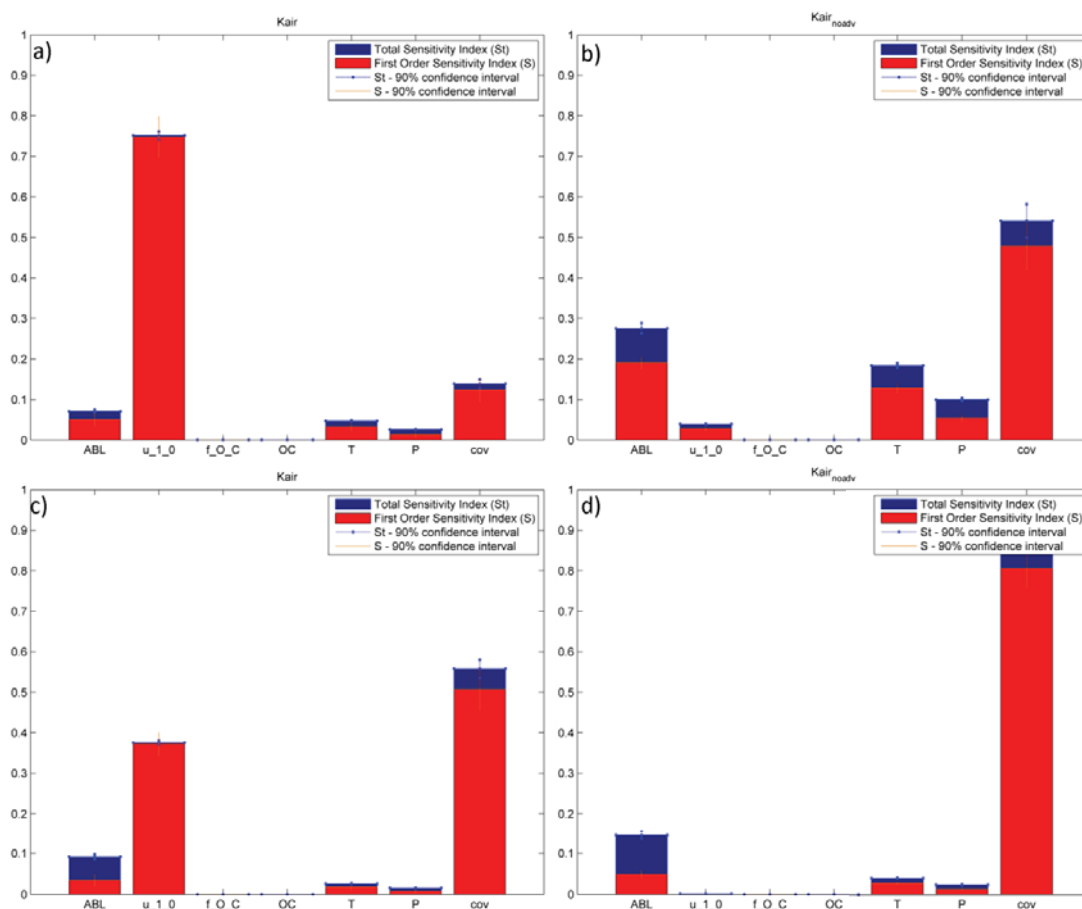 a)
Kair
Total Sensitivity Index (St)
First Order Sensitivity Index (S)
St - 90% confidence interval
S - 90% confidence interval
1
0.9
0.8
0.7
0.6
0.5
0.4
0.3
0.2
0.1
0
ABL u_1_0 f_O_C OC T P cov
b)
Kair_noadv
Total Sensitivity Index (St)
First Order Sensitivity Index (S)
St - 90% confidence interval
S - 90% confidence interval
1
0.9
0.8
0.7
0.6
0.5
0.4
0.3
0.2
0.1
0
ABL u_1_0 f_O_C OC T P cov
c)
Kair
Total Sensitivity Index (St)
First Order Sensitivity Index (S)
St - 90% confidence interval
S - 90% confidence interval
1
0.9
0.8
0.7
0.6
0.5
0.4
0.3
0.2
0.1
0
ABL u_1_0 f_O_C OC T P cov
d)
Kair_noadv
Total Sensitivity Index (St)
First Order Sensitivity Index (S)
St - 90% confidence interval
S - 90% confidence interval
1
0.9
0.8
0.7
0.6
0.5
0.4
0.3
0.2
0.1
0
ABL u_1_0 f_O_C OC T P cov